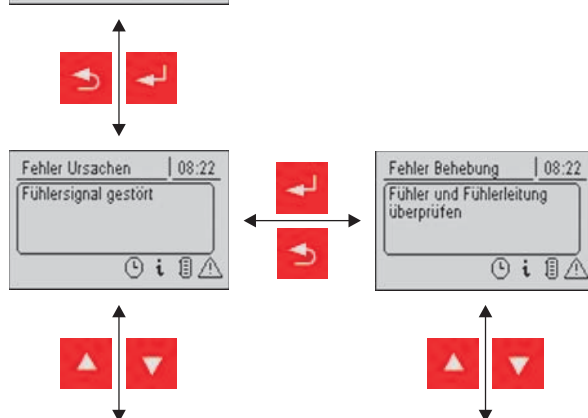 Fehler Ursachen 08:22
Fühlersignal gestört
Fehler Behebung 08:22
Fühler und Fühlerleitung
überprüfen